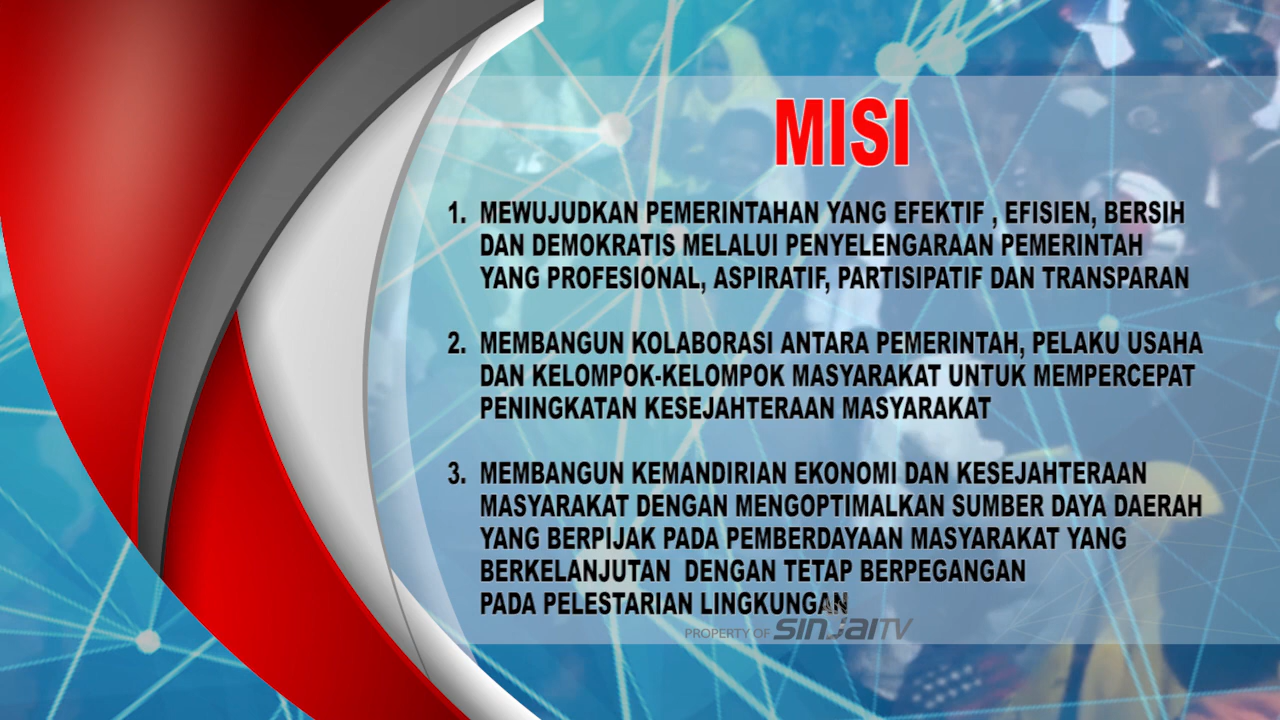 MISI
1. MEWUJUDKAN PEMERINTAHAN YANG EFEKTIF , EFISIEN, BERSIH
DAN DEMOKRATIS MELALUI PENYELENGARAAN PEMERINTAH
YANG PROFESIONAL, ASPIRATIF, PARTISIPATIF DAN TRANSPARAN
2. MEMBANGUN KOLABORASI ANTARA PEMERINTAH, PELAKU USAHA
DAN KELOMPOK-KELOMPOK MASYARAKAT UNTUK MEMPERCEPAT
PENINGKATAN KESEJAHTERAAN MASYARAKAT
3. MEMBANGUN KEMANDIRIAN EKONOMI DAN KESEJAHTERAAN
MASYARAKAT DENGAN MENGOPTIMALKAN SUMBER DAYA DAERAH
YANG BERPIJAK PADA PEMBERDAYAAN MASYARAKAT YANG
BERKELANJUTAN DENGAN TETAP BERPEGANGAN
PADA PELESTARIAN LINGKUNGAN
PROPERTY OF SINJAI TV